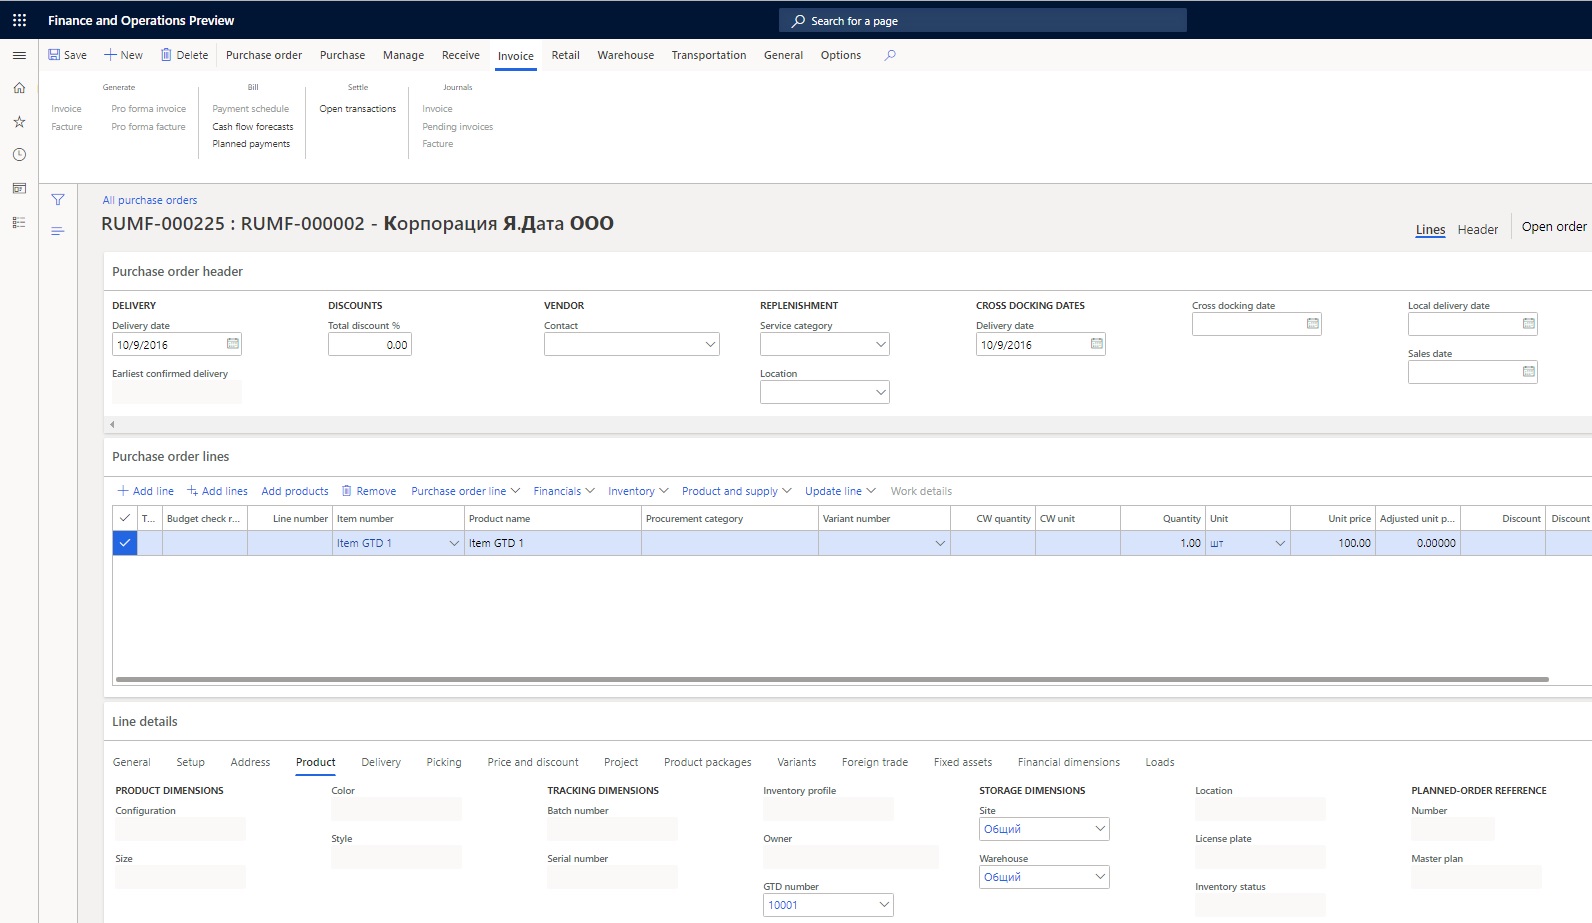 Finance and Operations Preview
Search for a page
Save New Delete Purchase order Purchase Manage Receive Invoice Retail Warehouse Transportation General Options
Generate Bill Settle Journals
Invoice Pro forma invoice Payment schedule Open transactions Invoice
Facture Pro forma facture Cash flow forecasts Pending invoices
Planned payments Facture
All purchase orders
RUMF-000225 : RUMF-000002 - Корпорация Я.Дата ООО
Lines Header Open order
Purchase order header
DELIVERY DISCOUNTS VENDOR REPLENISHMENT CROSS DOCKING DATES Cross docking date Local delivery date
Delivery date Total discount % Contact Service category Delivery date
10/9/2016 0.00 10/9/2016
Sales date
Earliest confirmed delivery Location
Purchase order lines
Add line Add lines Add products Remove Purchase order line Financials Inventory Product and supply Update line Work details
T... Budget check r... Line number Item number Product name Procurement category Variant number CW quantity CW unit Quantity Unit Unit price Adjusted unit p... Discount Discount
Item GTD 1 Item GTD 1 1.00 шт 100.00 0.00000
Line details
General Setup Address Product Delivery Picking Price and discount Project Product packages Variants Foreign trade Fixed assets Financial dimensions Loads
PRODUCT DIMENSIONS Color TRACKING DIMENSIONS Inventory profile STORAGE DIMENSIONS Location PLANNED-ORDER REFERENCE
Configuration Batch number Site Number
Общий
Style Owner License plate
Size Serial number Warehouse Master plan
Общий
GTD number Inventory status
10001